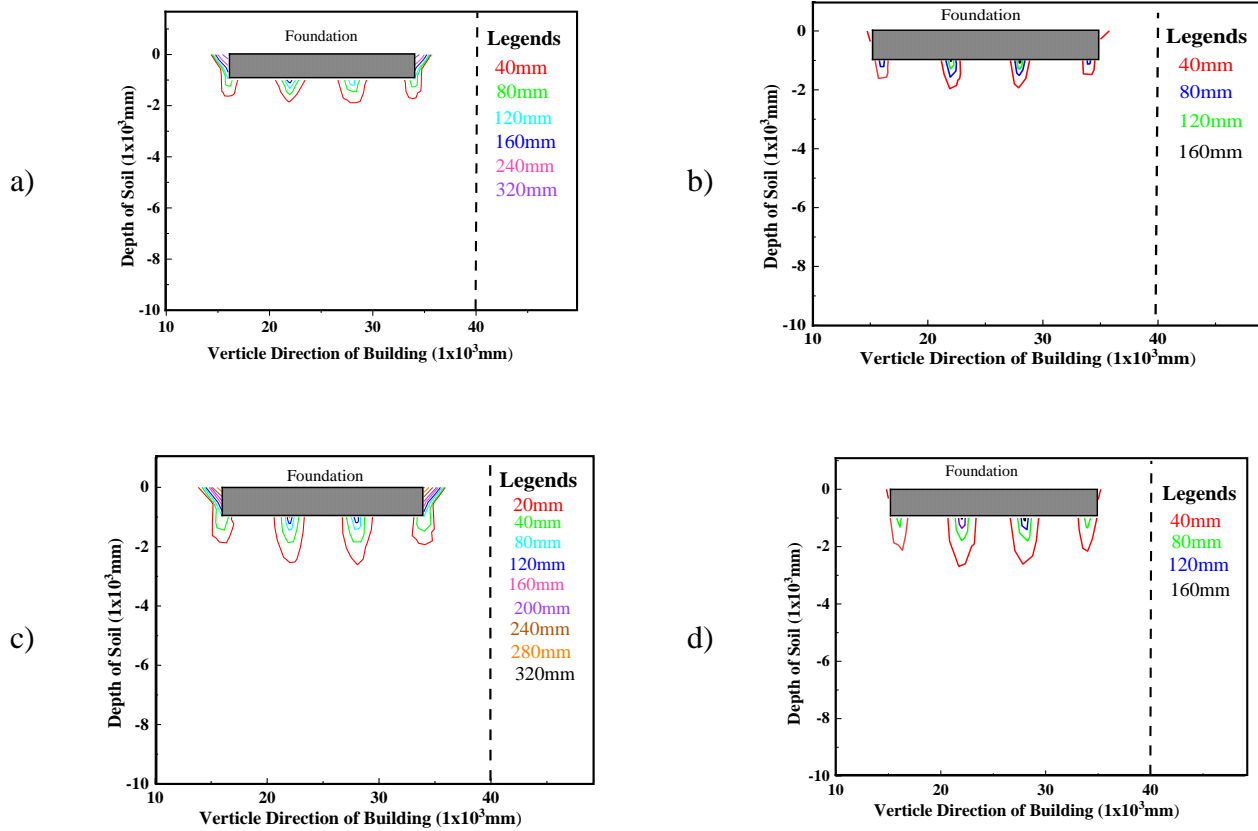 a)
Foundation
Legends
40mm
80mm
120mm
160mm
240mm
320mm
0
-2
-4
-6
-8
-10
10
20
30
40
Depth of Soil (1x10³mm)
Verticle Direction of Building (1x10³mm)
b)
Foundation
Legends
40mm
80mm
120mm
160mm
0
-2
-4
-6
-8
-10
10
20
30
40
Depth of Soil (1x10³mm)
Verticle Direction of Building (1x10³mm)
c)
Foundation
Legends
20mm
40mm
80mm
120mm
160mm
200mm
240mm
280mm
320mm
0
-2
-4
-6
-8
-10
10
20
30
40
Depth of Soil (1x10³mm)
Verticle Direction of Building (1x10³mm)
d)
Foundation
Legends
40mm
80mm
120mm
160mm
0
-2
-4
-6
-8
-10
10
20
30
40
Depth of Soil (1x10³mm)
Verticle Direction of Building (1x10³mm)